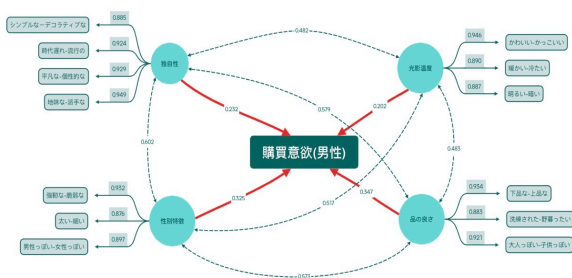 シンプルな-デコラティブな
0.885
時代遅れ-流行の
0.924
平凡な-個性的な
0.929
地味な-派手な
0.949
独自性
0.482
光影温度
0.946
かわいい-かっこいい
0.890
暖かい-冷たい
0.887
明るい-暗い
0.232
0.202
0.579
0.602
購買意欲(男性)
0.483
0.325
0.347
0.517
強靭な-脆弱な
0.932
太い-細い
0.876
男性っぽい-女性っぽい
0.897
性別特徴
品の良さ
0.934
下品な-上品な
0.883
洗練された-野暮ったい
0.921
大人っぽい-子供っぽい
0.573